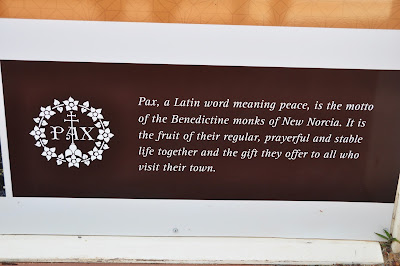 PAX
Pax, a Latin word meaning peace, is the motto
of the Benedictine monks of New Norcia. It is
the fruit of their regular, prayerful and stable
life together and the gift they offer to all who
visit their town.